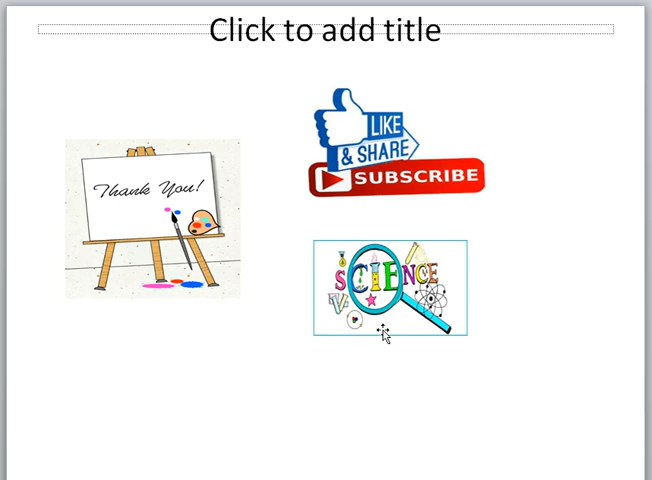 Click to add title
LIKE
& SHARE
SUBSCRIBE
Thank You!
SCIENCE